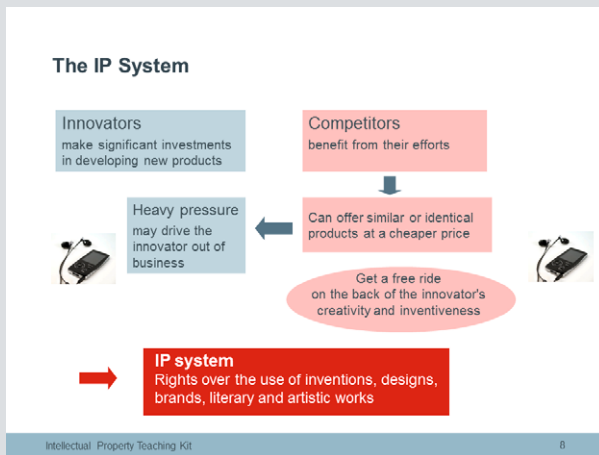 The IP System
Innovators
make significant investments
in developing new products
Competitors
benefit from their efforts
Heavy pressure
may drive the
innovator out of
business
Can offer similar or identical
products at a cheaper price
Get a free ride
on the back of the innovator's
creativity and inventiveness
IP system
Rights over the use of inventions, designs,
brands, literary and artistic works
Intellectual Property Teaching Kit
8